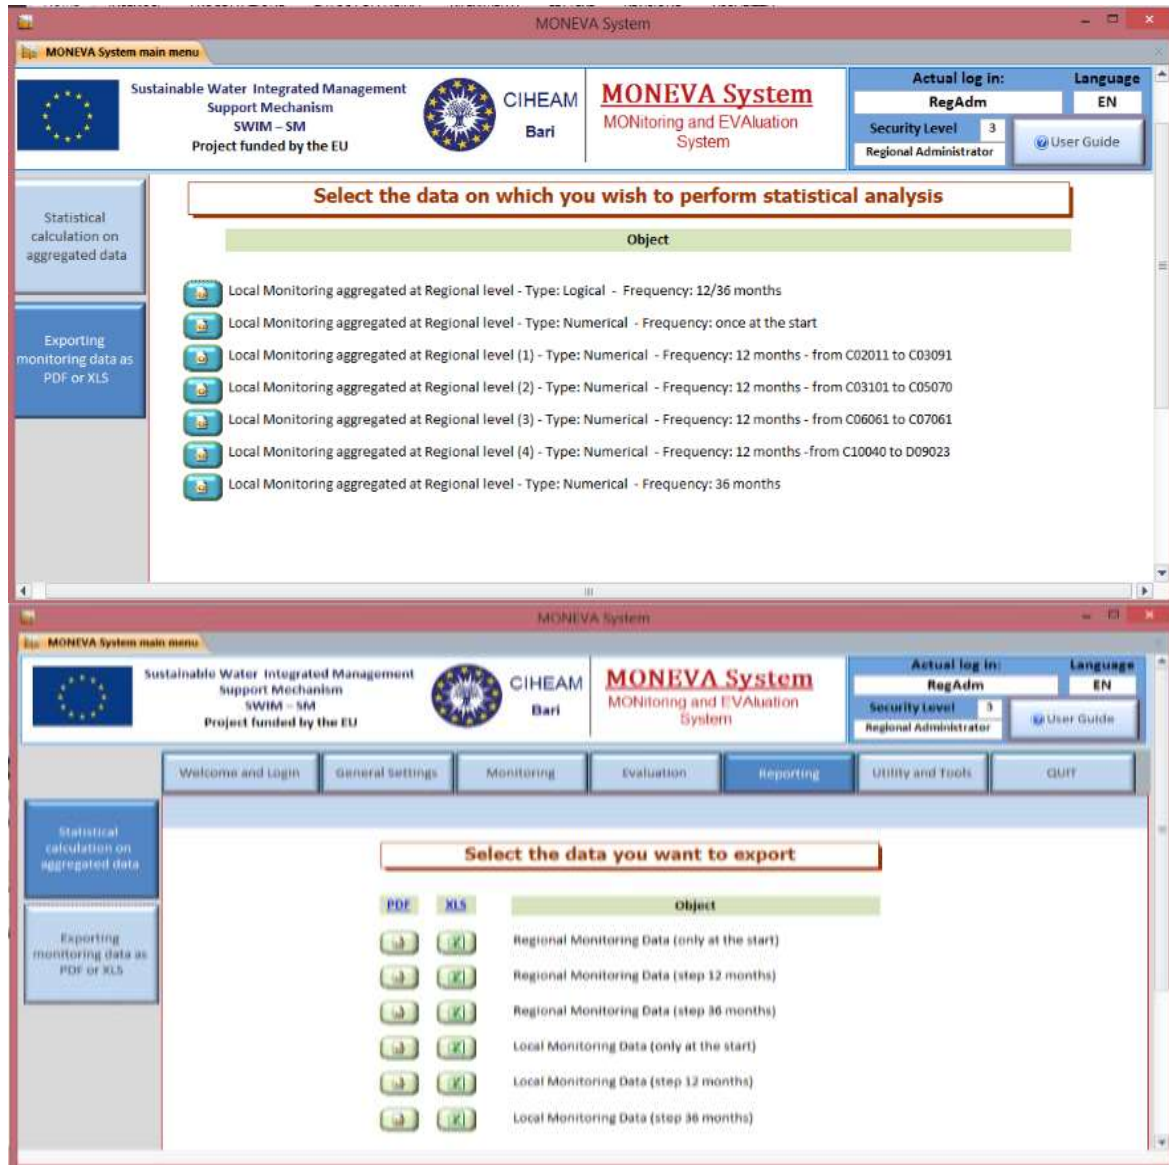 MONEVA System
MONEVA System main menu
Sustainable Water Integrated Management
Support Mechanism
SWIM – SM
Project funded by the EU
CIHEAM
Bari
MONEVA System
MONitoring and EVAluation
System
Actual log in:
Language
RegAdm
EN
Security Level
3
Regional Administrator
User Guide
Select the data on which you wish to perform statistical analysis
Statistical
calculation on
aggregated data
Exporting
monitoring data as
PDF or XLS
Object
Local Monitoring aggregated at Regional level - Type: Logical - Frequency: 12/36 months
Local Monitoring aggregated at Regional level - Type: Numerical - Frequency: once at the start
Local Monitoring aggregated at Regional level (1) - Type: Numerical - Frequency: 12 months - from C02011 to C03091
Local Monitoring aggregated at Regional level (2) - Type: Numerical - Frequency: 12 months - from C03101 to C05070
Local Monitoring aggregated at Regional level (3) - Type: Numerical - Frequency: 12 months - from C06061 to C07061
Local Monitoring aggregated at Regional level (4) - Type: Numerical - Frequency: 12 months -from C10040 to D09023
Local Monitoring aggregated at Regional level - Type: Numerical - Frequency: 36 months
MONEVA System
MONEVA System main menu
Sustainable Water Integrated Management
Support Mechanism
SWIM – SM
Project funded by the EU
CIHEAM
Bari
MONEVA System
MONitoring and EVAluation
System
Actual log in:
Language
RegAdm
EN
Security Level
3
Regional Administrator
User Guide
Welcome and Login
General Settings
Monitoring
Evaluation
Reporting
Utility and Tools
QUIT
Statistical
calculation on
aggregated data
Exporting
monitoring data as
PDF or XLS
Select the data you want to export
PDF
XLS
Object
Regional Monitoring Data (only at the start)
Regional Monitoring Data (step 12 months)
Regional Monitoring Data (step 36 months)
Local Monitoring Data (only at the start)
Local Monitoring Data (step 12 months)
Local Monitoring Data (step 36 months)